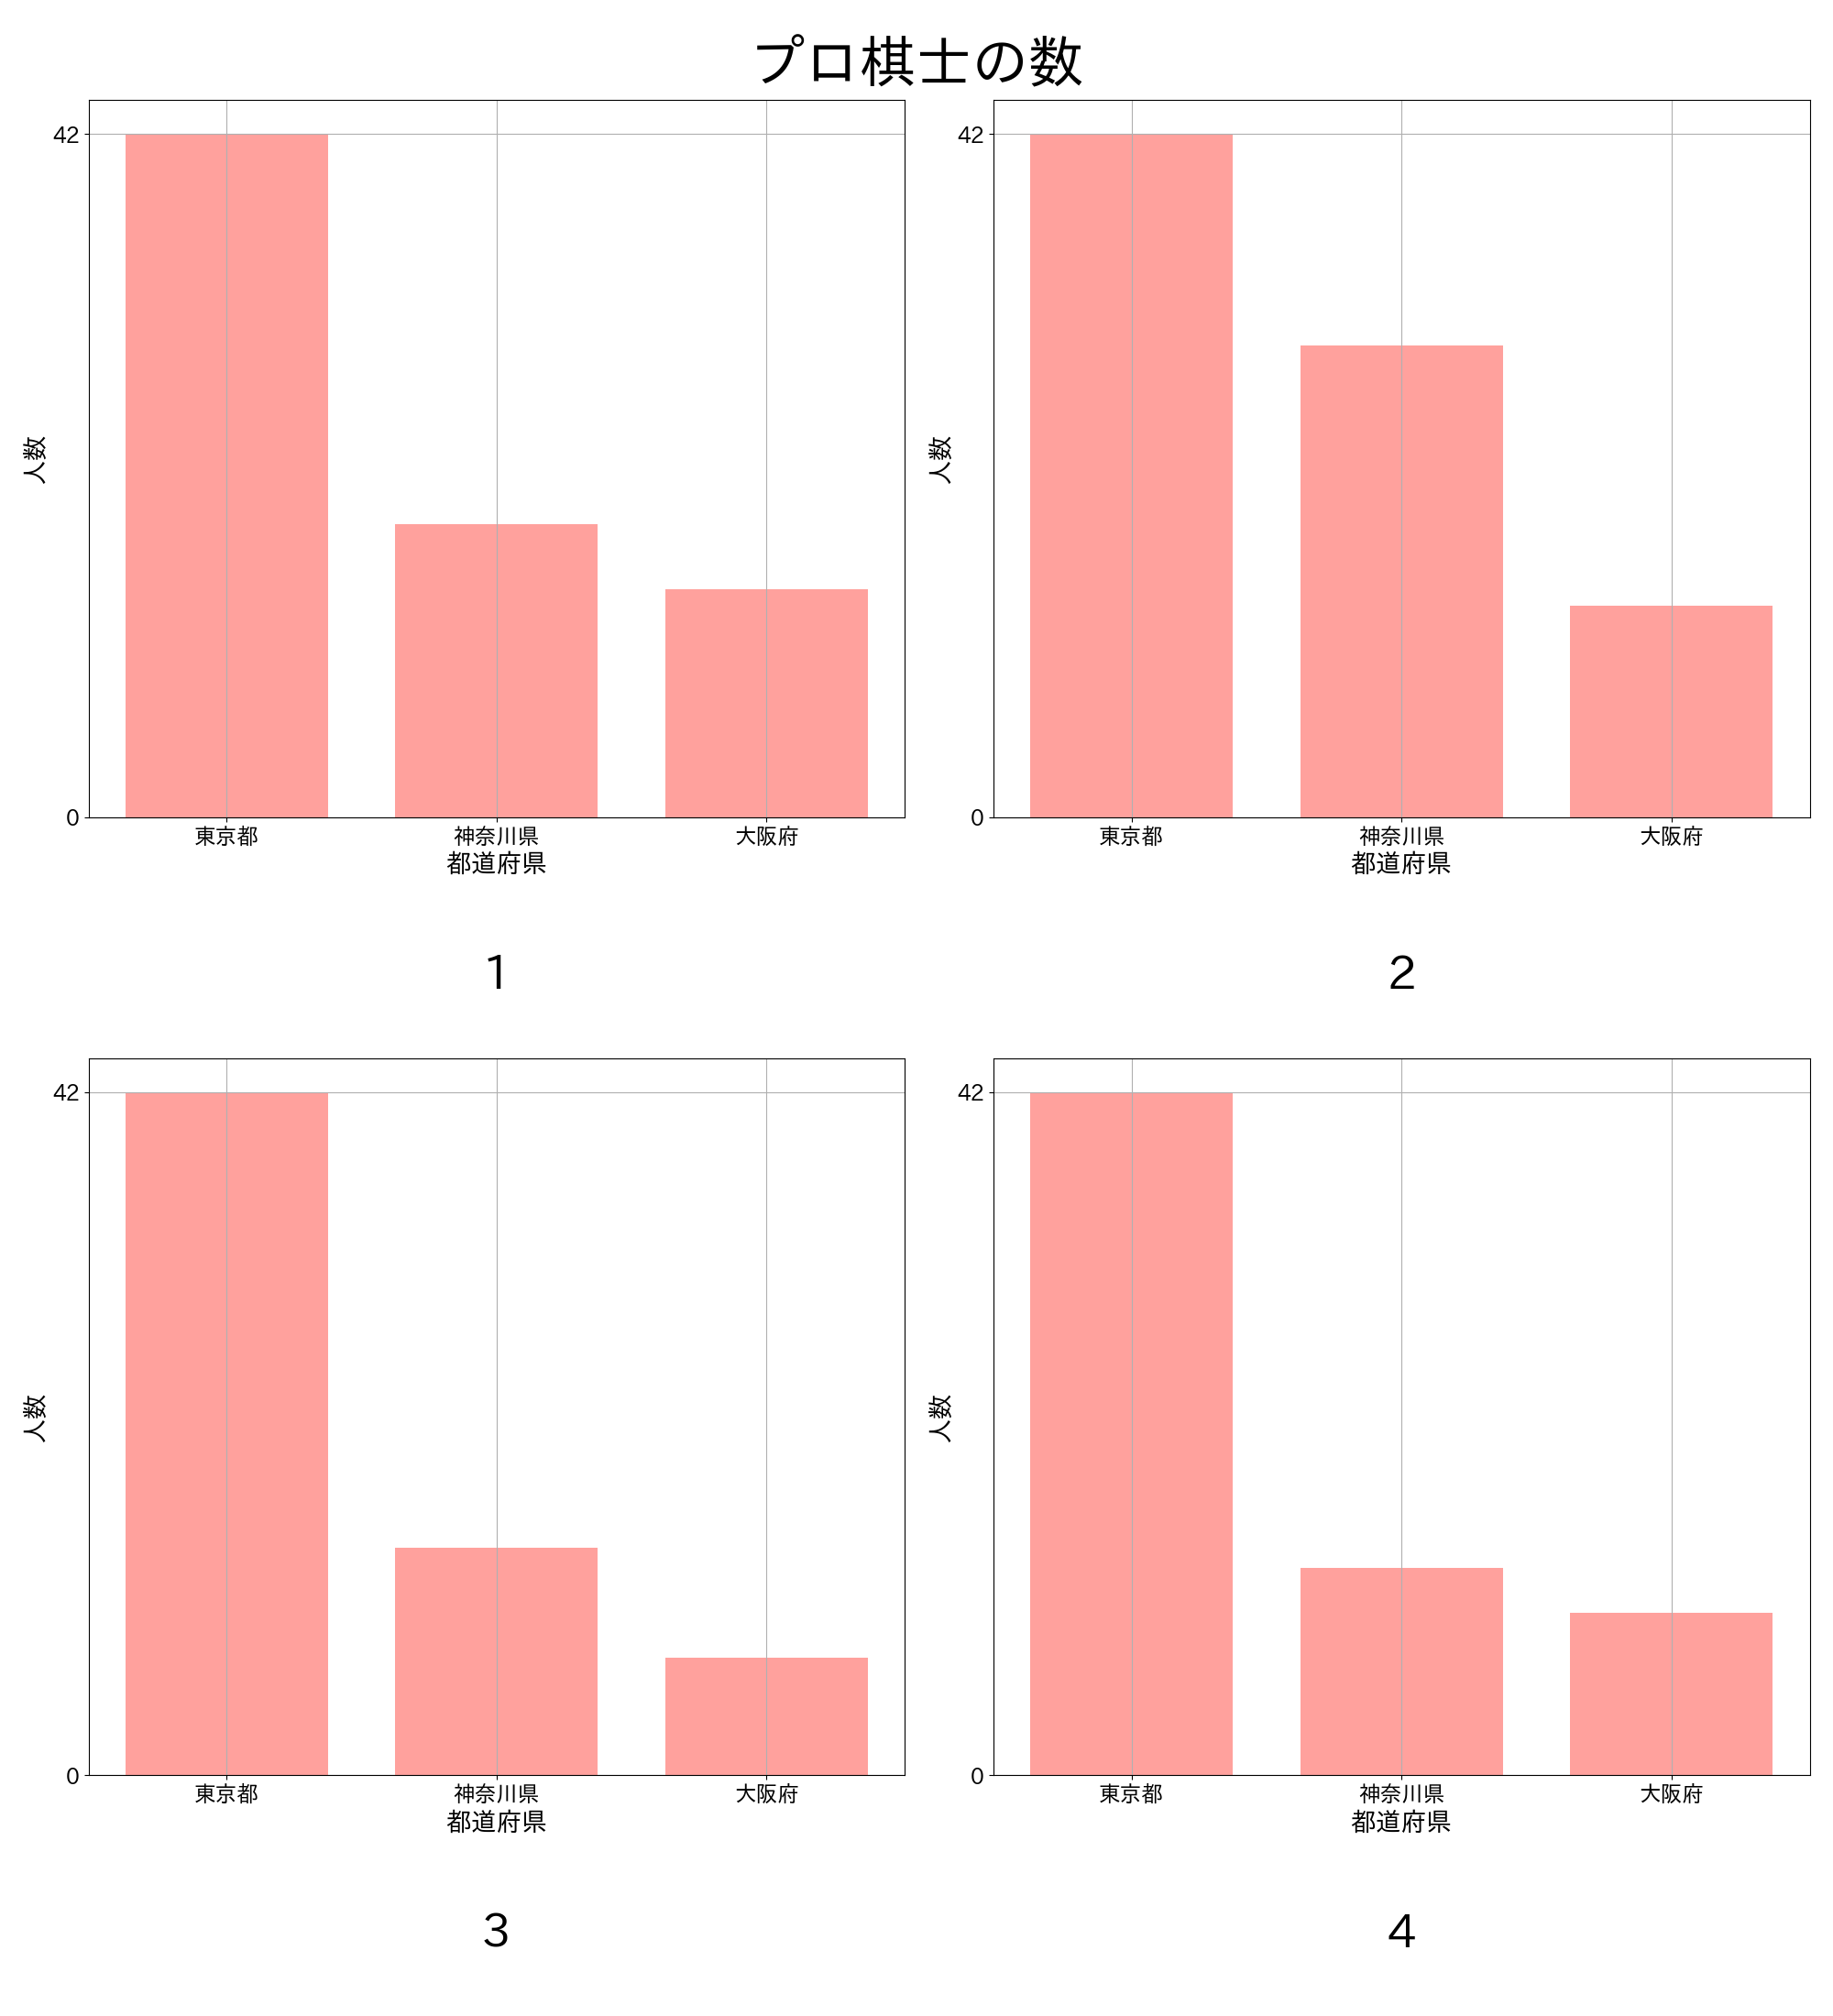 プロ棋士の数
42
人数
0
東京都 神奈川県 大阪府
都道府県
1
42
人数
0
東京都 神奈川県 大阪府
都道府県
2
42
人数
0
東京都 神奈川県 大阪府
都道府県
3
42
人数
0
東京都 神奈川県 大阪府
都道府県
4